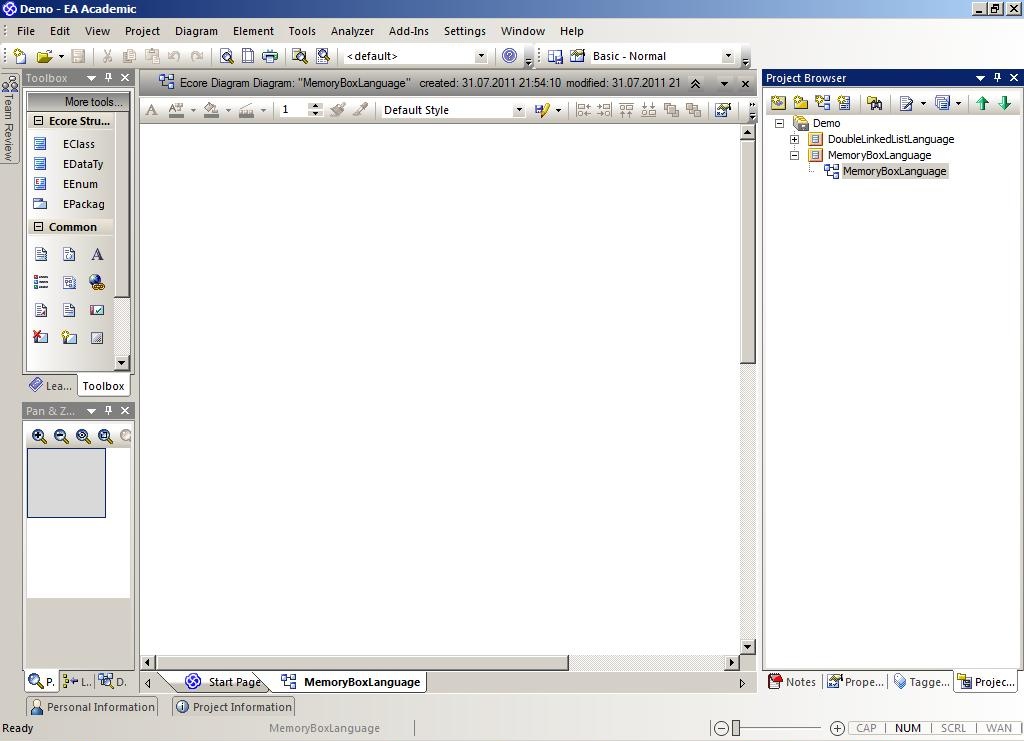 Demo - EA Academic
File Edit View Project Diagram Element Tools Analyzer Add-Ins Settings Window Help
<default> Basic - Normal
Team Review
Toolbox
More tools...
Ecore Stru...
EClass
EDataTy
EEnum
EPackag
Common
Lea... Toolbox
Pan & Z...
P. L.. D.
Ecore Diagram Diagram: "MemoryBoxLanguage" created: 31.07.2011 21:54:10 modified: 31.07.2011 21
1 Default Style
Start Page MemoryBoxLanguage
Project Browser
Demo
DoubleLinkedListLanguage
MemoryBoxLanguage
MemoryBoxLanguage
Notes Prope... Tagge... Projec...
Personal Information Project Information
Ready MemoryBoxLanguage CAP NUM SCRL WAN